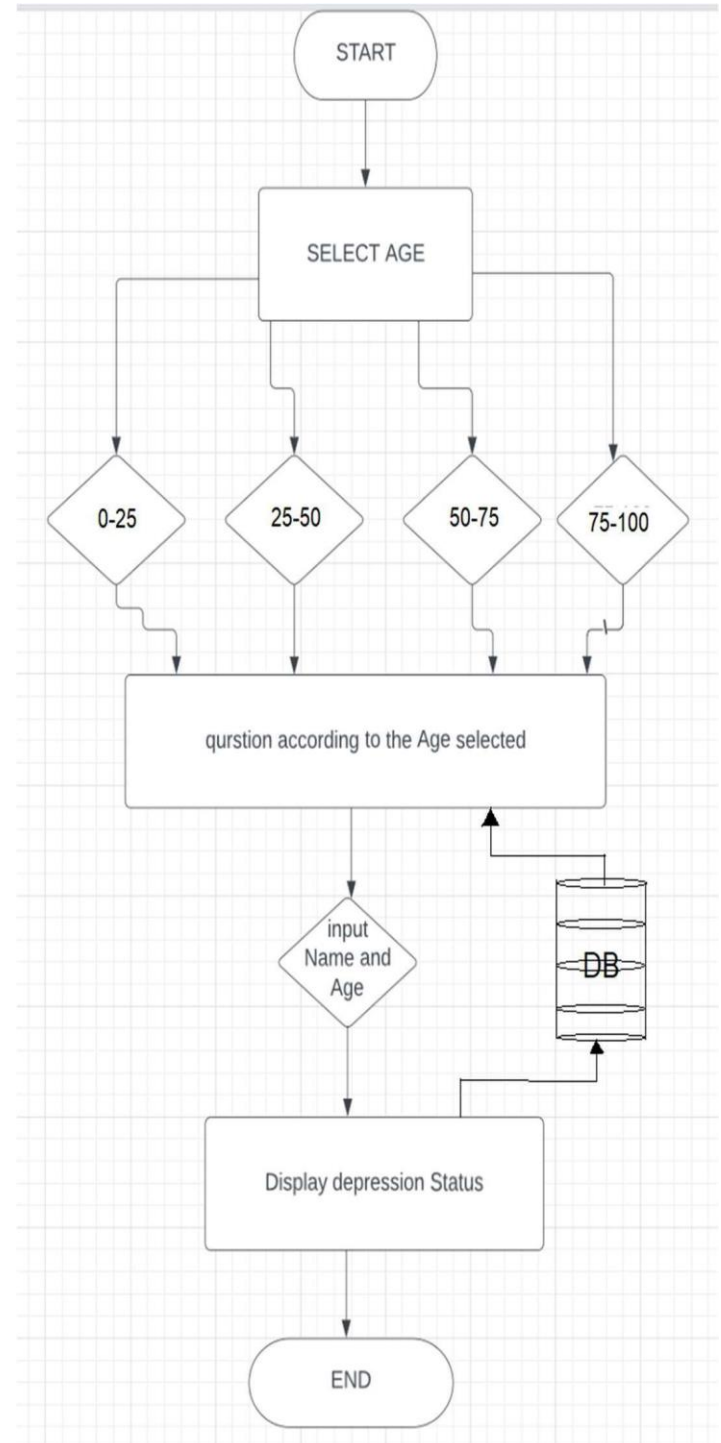 START
SELECT AGE
0-25
25-50
50-75
75-100
qurstion according to the Age selected
input
Name and
Age
DB
Display depression Status
END